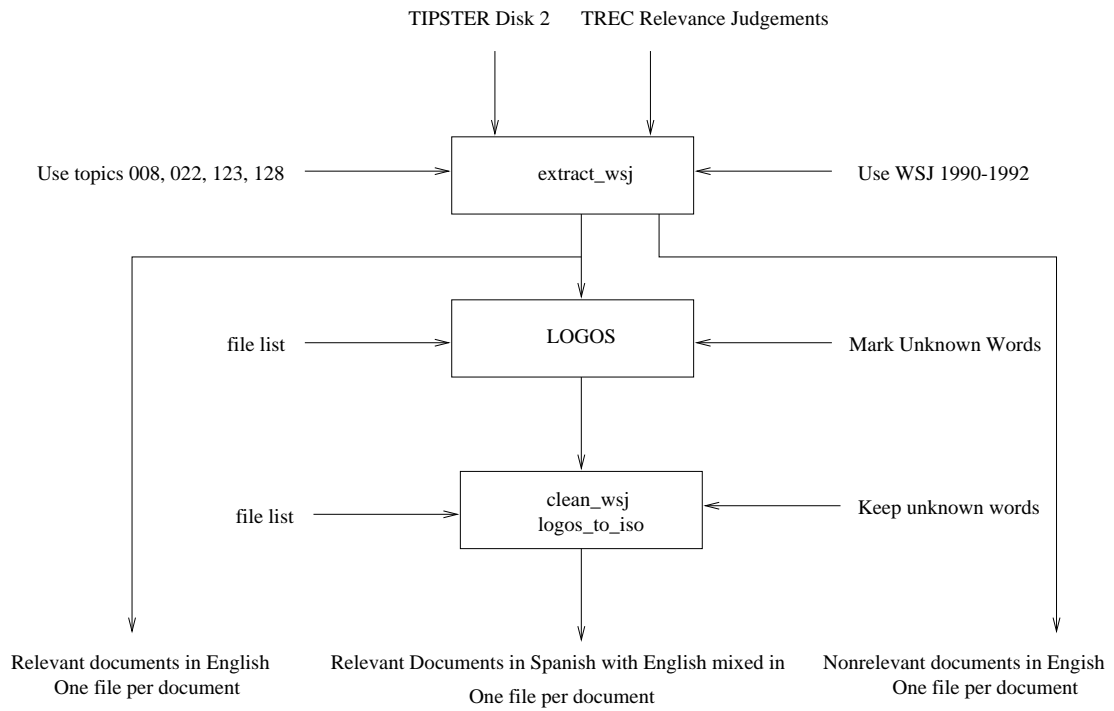 TIPSTER Disk 2
TREC Relevance Judgements
Use topics 008, 022, 123, 128
extract_wsj
Use WSJ 1990-1992
file list
LOGOS
Mark Unknown Words
file list
clean_wsj
logos_to_iso
Keep unknown words
Relevant documents in English
One file per document
Relevant Documents in Spanish with English mixed in
One file per document
Nonrelevant documents in Engish
One file per document